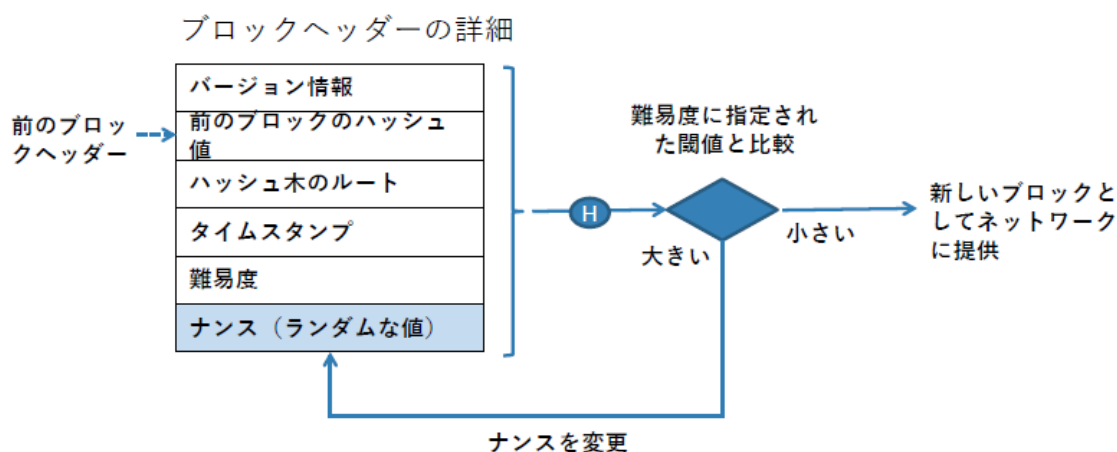 ブロックヘッダーの詳細
バージョン情報
前のブロックのハッシュ
値
ハッシュ木のルート
タイムスタンプ
難易度
ナンス（ランダムな値）
前のブロッ
クヘッダー
H
難易度に指定され
た閾値と比較
大きい
小さい
新しいブロックと
してネットワーク
に提供
ナンスを変更